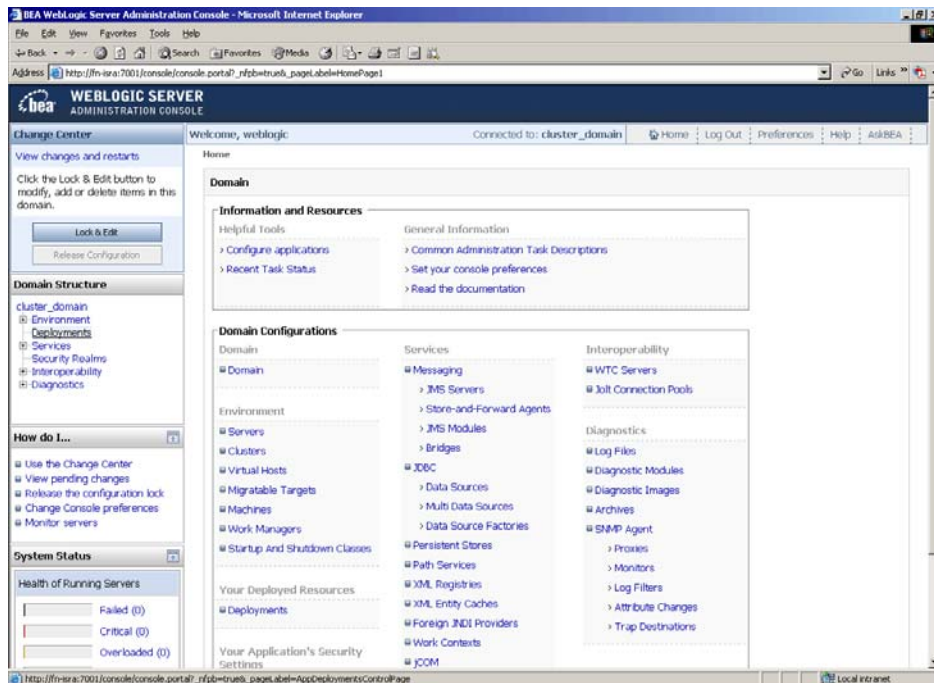 BEA WebLogic Server Administration Console - Microsoft Internet Explorer
File Edit View Favorites Tools Help
Back Search Favorites Media
Address http://fn-isra:7001/console/console.portal?_nfpb=true&_pageLabel=HomePage1 Go Links »
bea WEBLOGIC SERVER
ADMINISTRATION CONSOLE
Change Center
View changes and restarts
Click the Lock & Edit button to
modify, add or delete items in this
domain.
Lock & Edit
Release Configuration
Domain Structure
cluster_domain
Environment
Deployments
Services
Security Realms
Interoperability
Diagnostics
How do I...
Use the Change Center
View pending changes
Release the configuration lock
Change Console preferences
Monitor servers
System Status
Health of Running Servers
Failed (0)
Critical (0)
Overloaded (0)
Welcome, weblogic Connected to: cluster_domain Home Log Out Preferences Help AskBEA
Home
Domain
Information and Resources
Helpful Tools
› Configure applications
› Recent Task Status
General Information
› Common Administration Task Descriptions
› Set your console preferences
› Read the documentation
Domain Configurations
Domain
Domain
Environment
Servers
Clusters
Virtual Hosts
Migratable Targets
Machines
Work Managers
Startup And Shutdown Classes
Your Deployed Resources
Deployments
Your Application's Security
Settings
Services
Messaging
› JMS Servers
› Store-and-Forward Agents
› JMS Modules
› Bridges
JDBC
› Data Sources
› Multi Data Sources
› Data Source Factories
Persistent Stores
Path Services
XML Registries
XML Entity Caches
Foreign JNDI Providers
Work Contexts
jCOM
Interoperability
WTC Servers
Jolt Connection Pools
Diagnostics
Log Files
Diagnostic Modules
Diagnostic Images
Archives
SNMP Agent
› Proxies
› Monitors
› Log Filters
› Attribute Changes
› Trap Destinations
http://fn-isra:7001/console/console.portal?_nfpb=true&_pageLabel=AppDeploymentsControlPage Local intranet